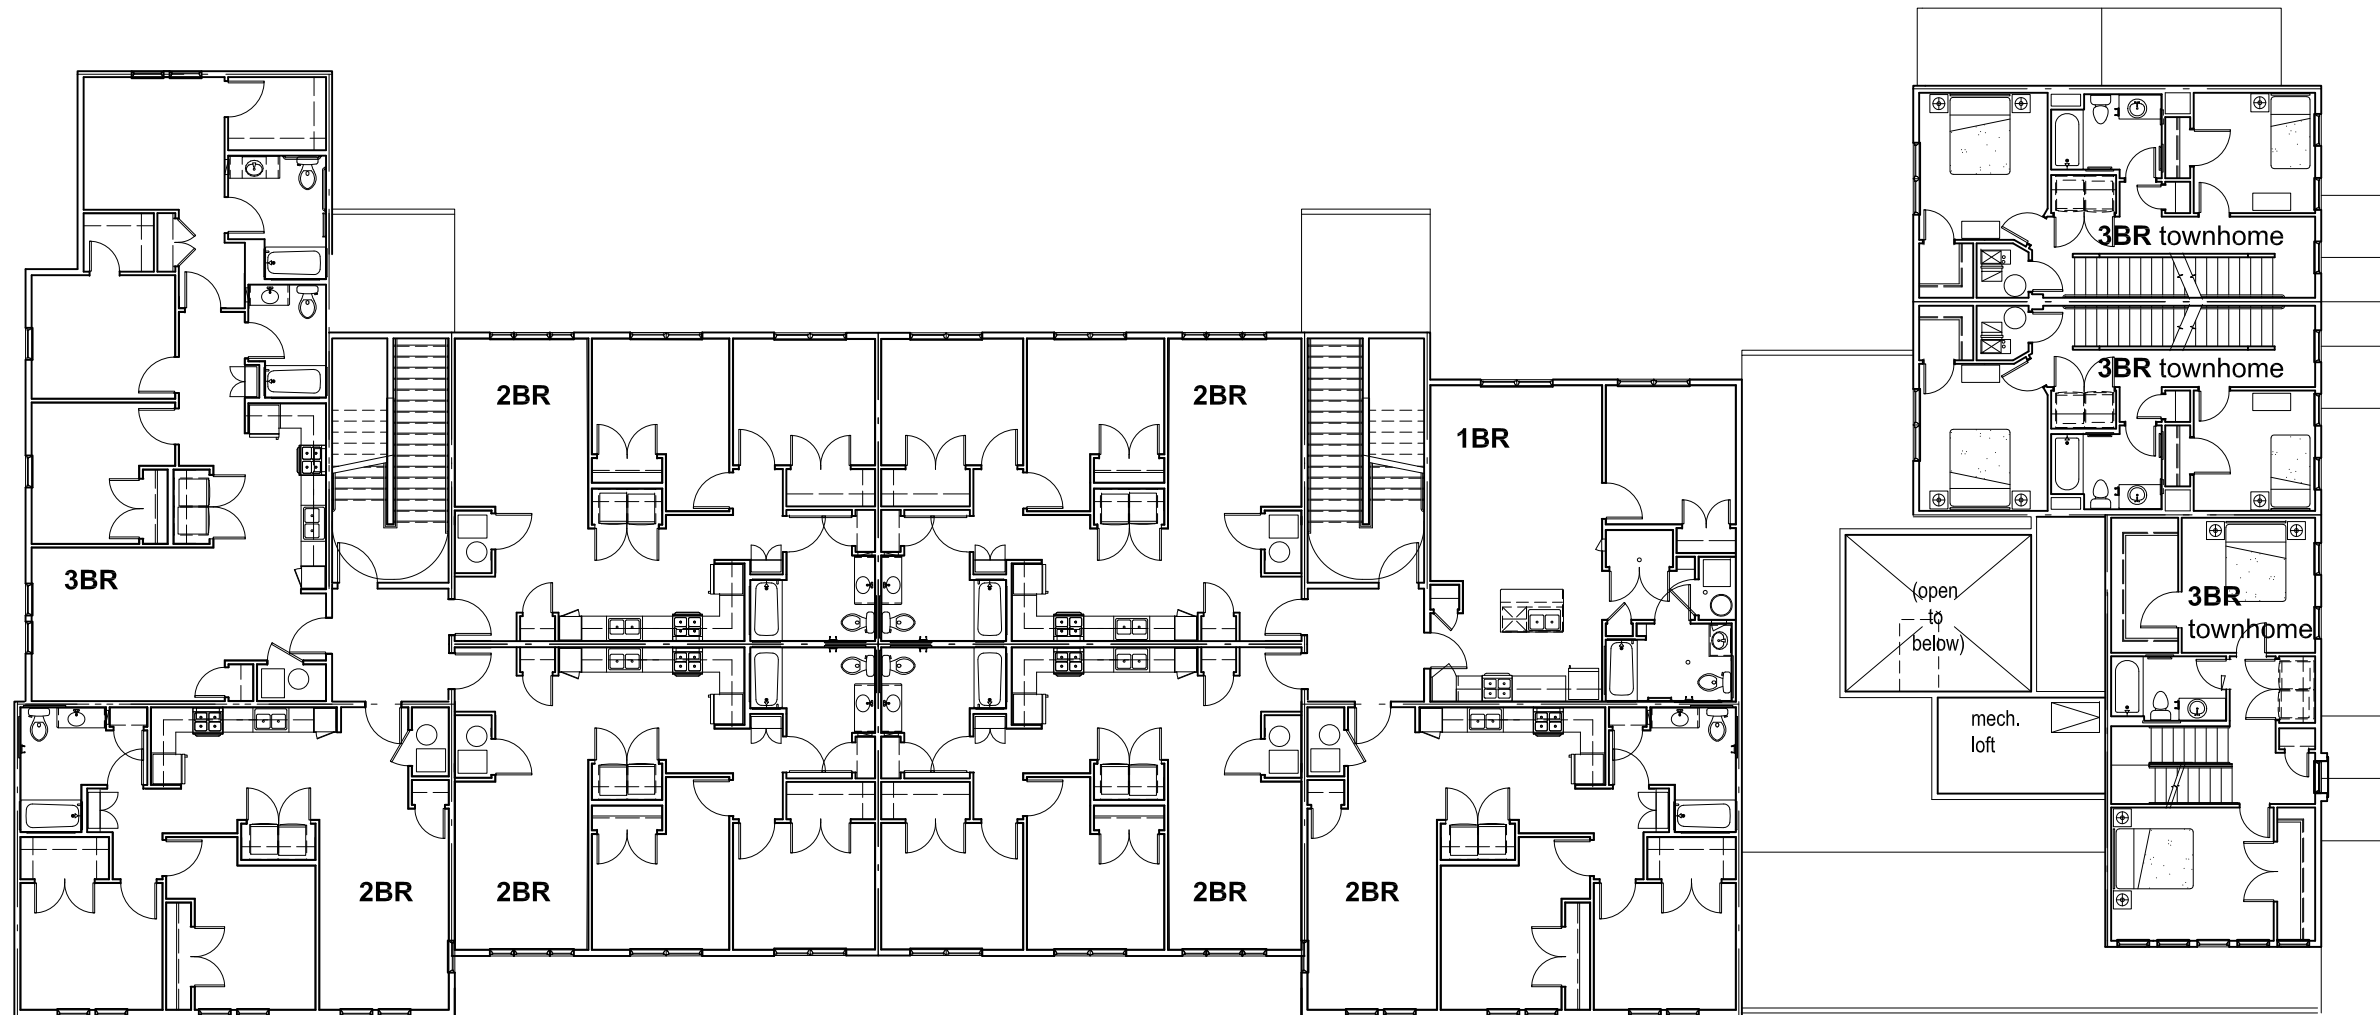 3BR townhome
3BR townhome
2BR
2BR
1BR
3BR
(open
to
below)
3BR
townhome
mech.
loft
2BR
2BR
2BR
2BR